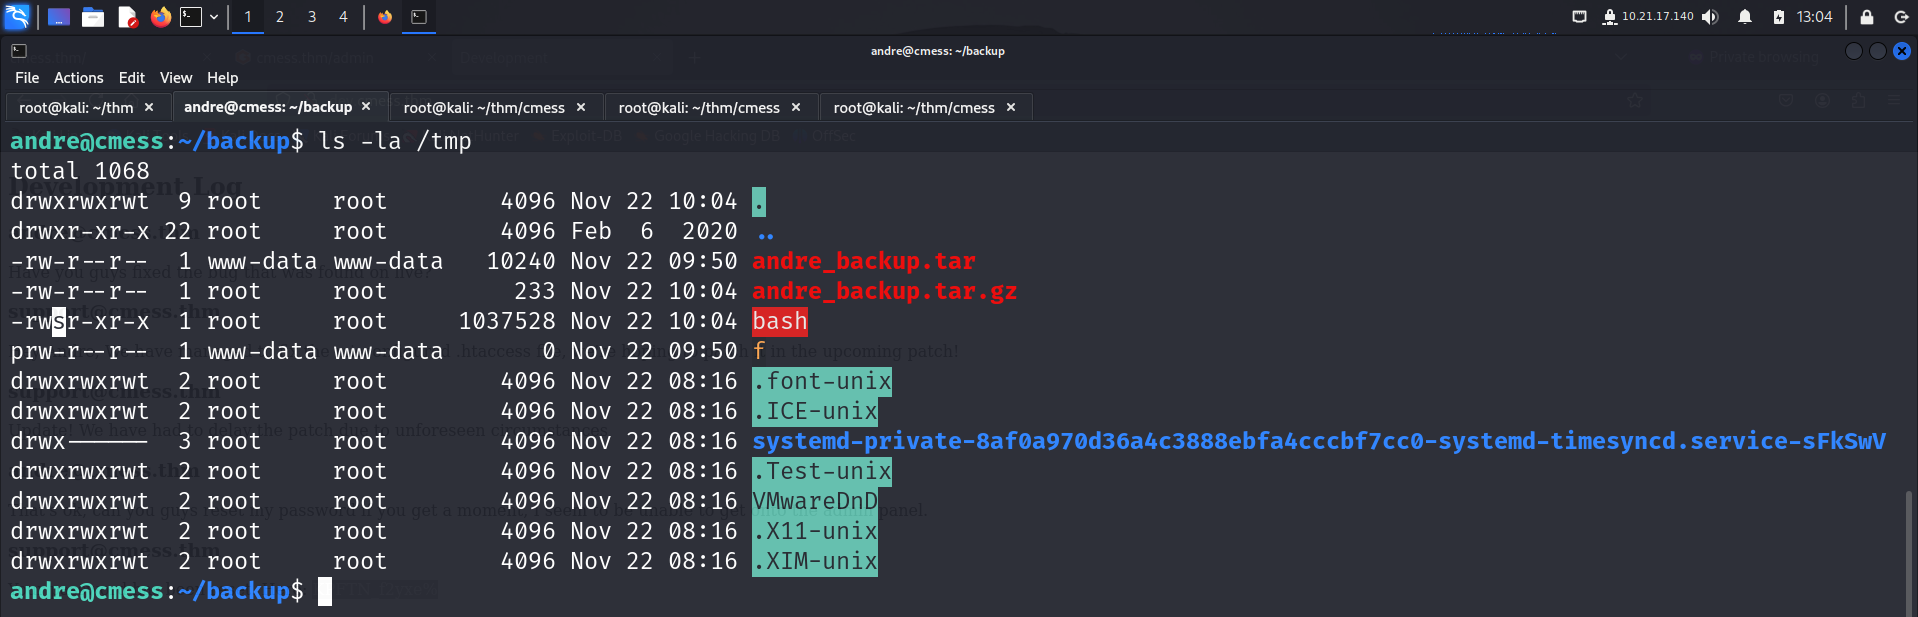 1 2 3 4 10.21.17.140 13:04
andre@cmess: ~/backup
File Actions Edit View Help
root@kali: ~/thm × andre@cmess: ~/backup × root@kali: ~/thm/cmess × root@kali: ~/thm/cmess × root@kali: ~/thm/cmess ×
andre@cmess:~/backup$ ls -la /tmp
total 1068
drwxrwxrwt 9 root root 4096 Nov 22 10:04 .
drwxr-xr-x 22 root root 4096 Feb 6 2020 ..
-rw-r--r-- 1 www-data www-data 10240 Nov 22 09:50 andre_backup.tar
-rw-r--r-- 1 root root 233 Nov 22 10:04 andre_backup.tar.gz
-rwsr-xr-x 1 root root 1037528 Nov 22 10:04 bash
prw-r--r-- 1 www-data www-data 0 Nov 22 09:50 f
drwxrwxrwt 2 root root 4096 Nov 22 08:16 .font-unix
drwxrwxrwt 2 root root 4096 Nov 22 08:16 .ICE-unix
drwx------ 3 root root 4096 Nov 22 08:16 systemd-private-8af0a970d36a4c3888ebfa4cccbf7cc0-systemd-timesyncd.service-sFkSwV
drwxrwxrwt 2 root root 4096 Nov 22 08:16 .Test-unix
drwxrwxrwt 2 root root 4096 Nov 22 08:16 VMwareDnD
drwxrwxrwt 2 root root 4096 Nov 22 08:16 .X11-unix
drwxrwxrwt 2 root root 4096 Nov 22 08:16 .XIM-unix
andre@cmess:~/backup$